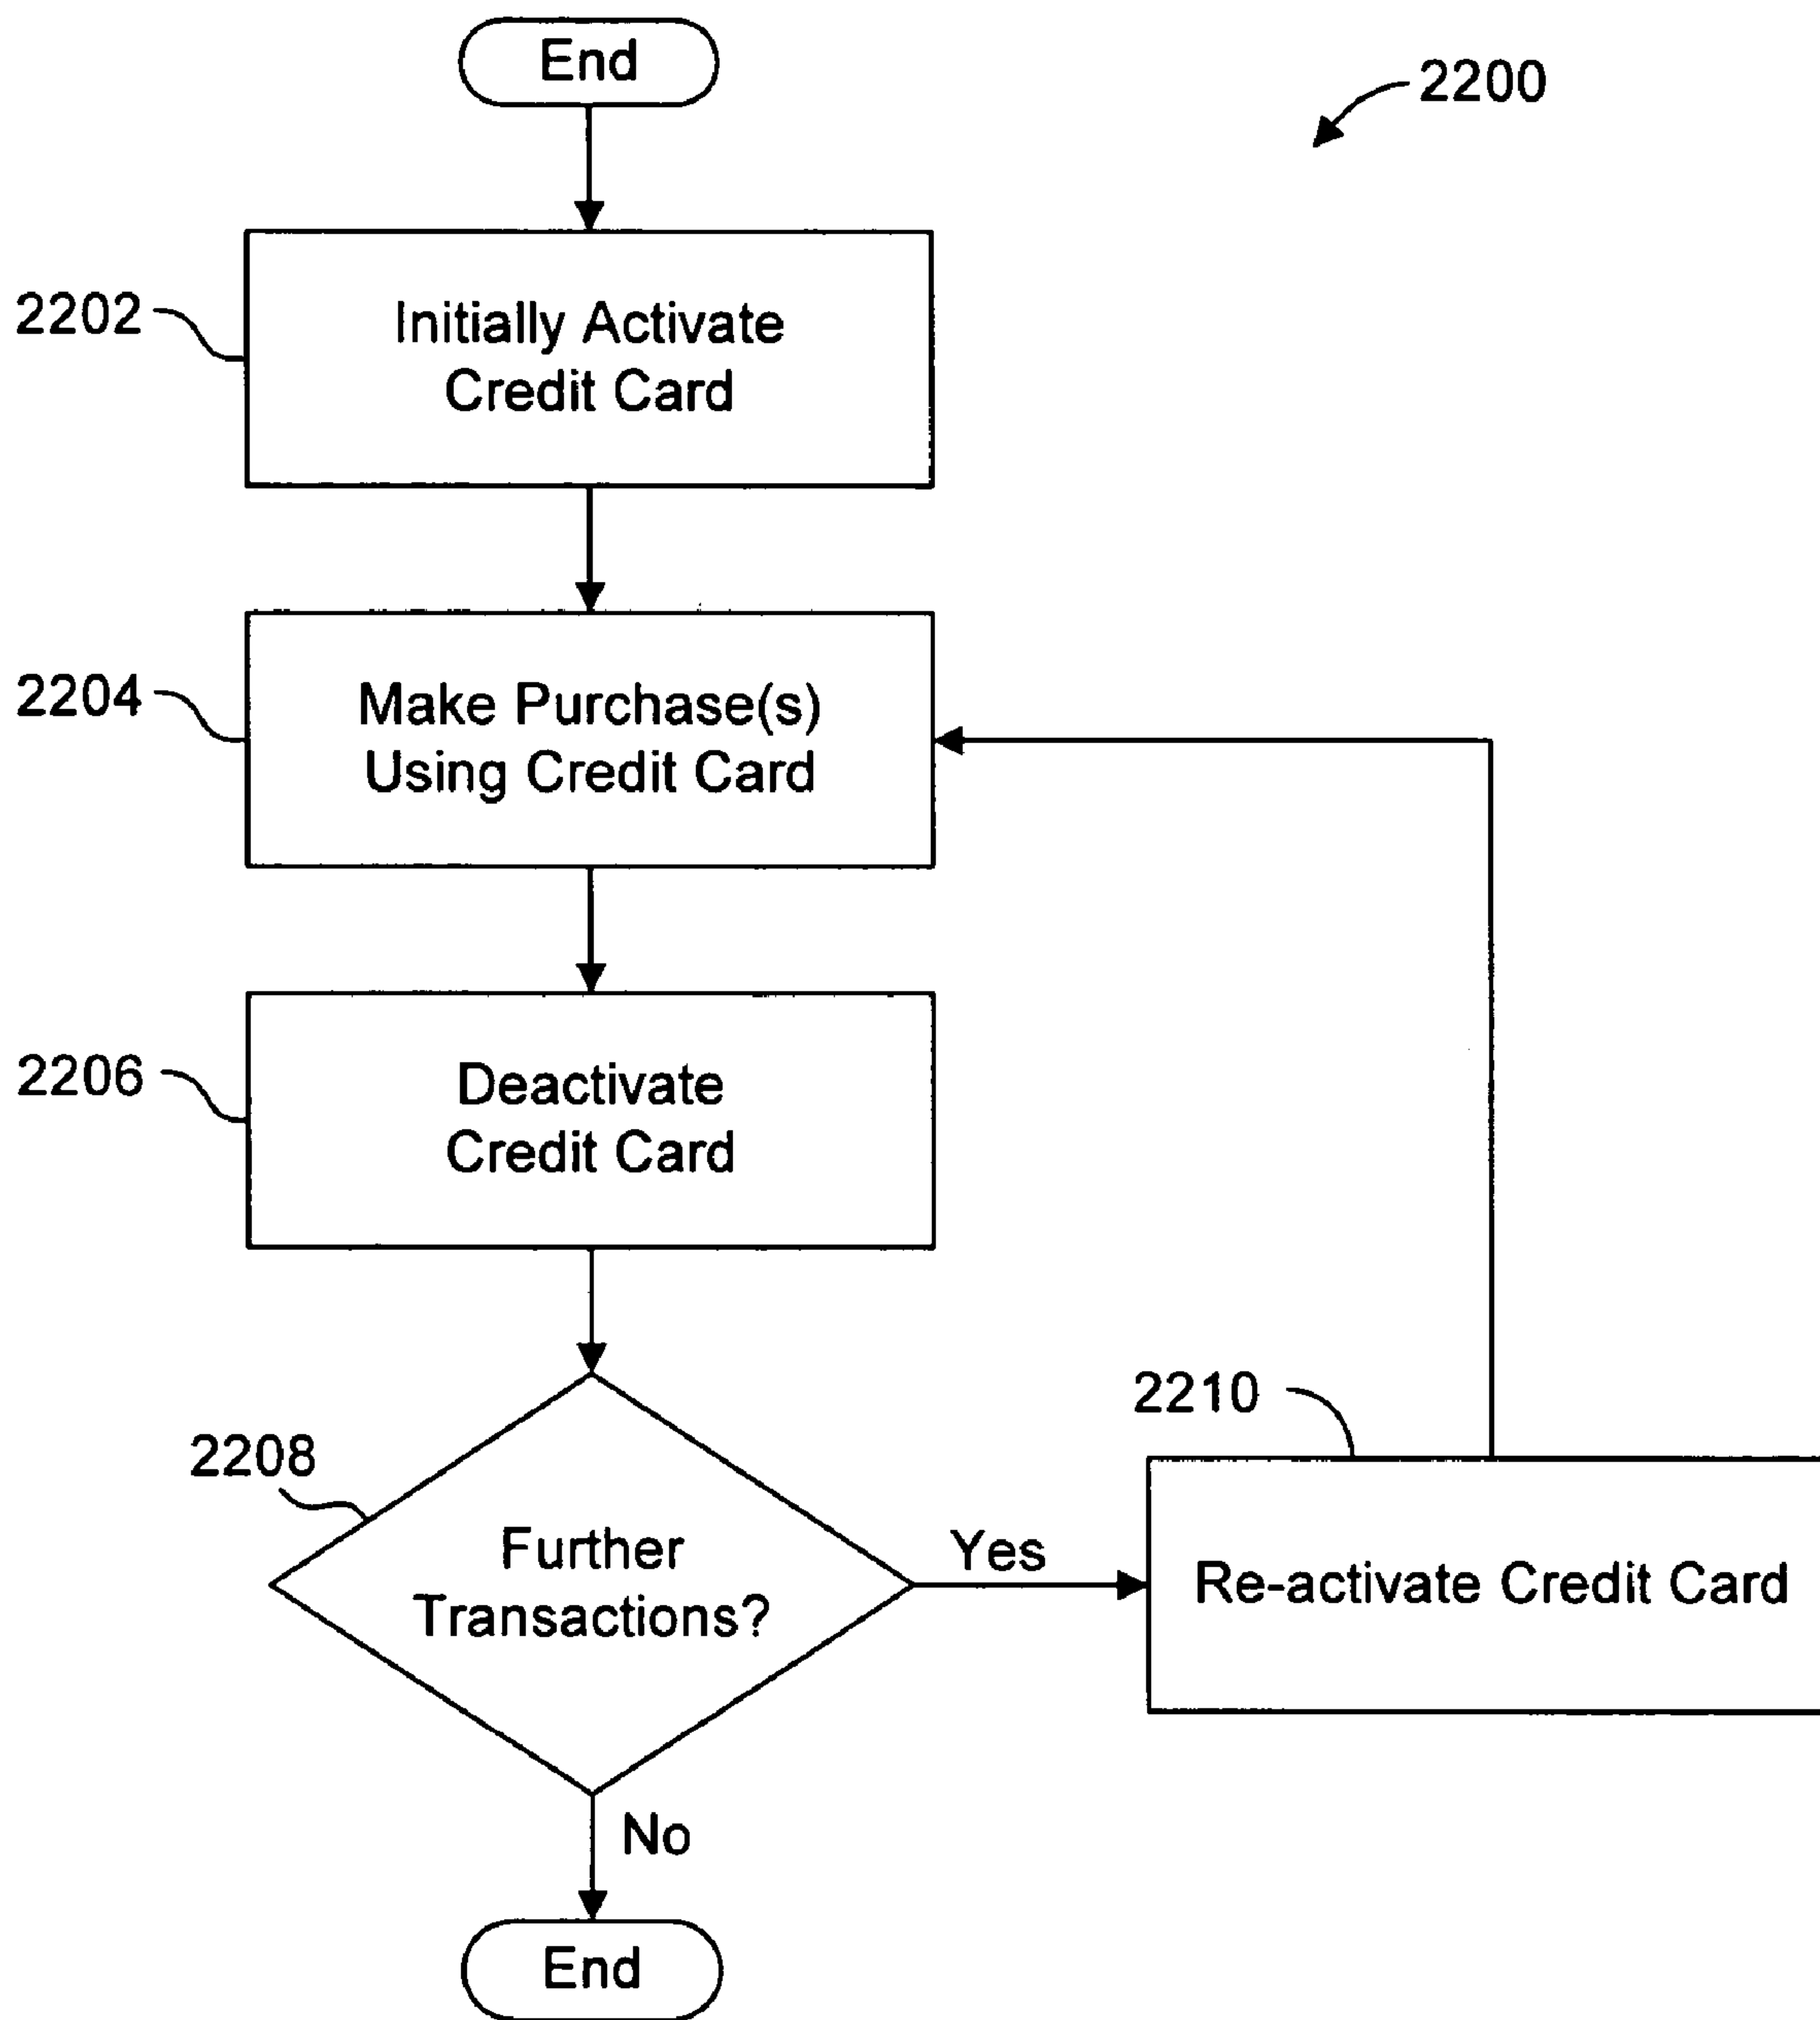 End
2200
2202
Initially Activate
Credit Card
2204
Make Purchase(s)
Using Credit Card
2206
Deactivate
Credit Card
2208
Further
Transactions?
Yes
2210
Re-activate Credit Card
No
End